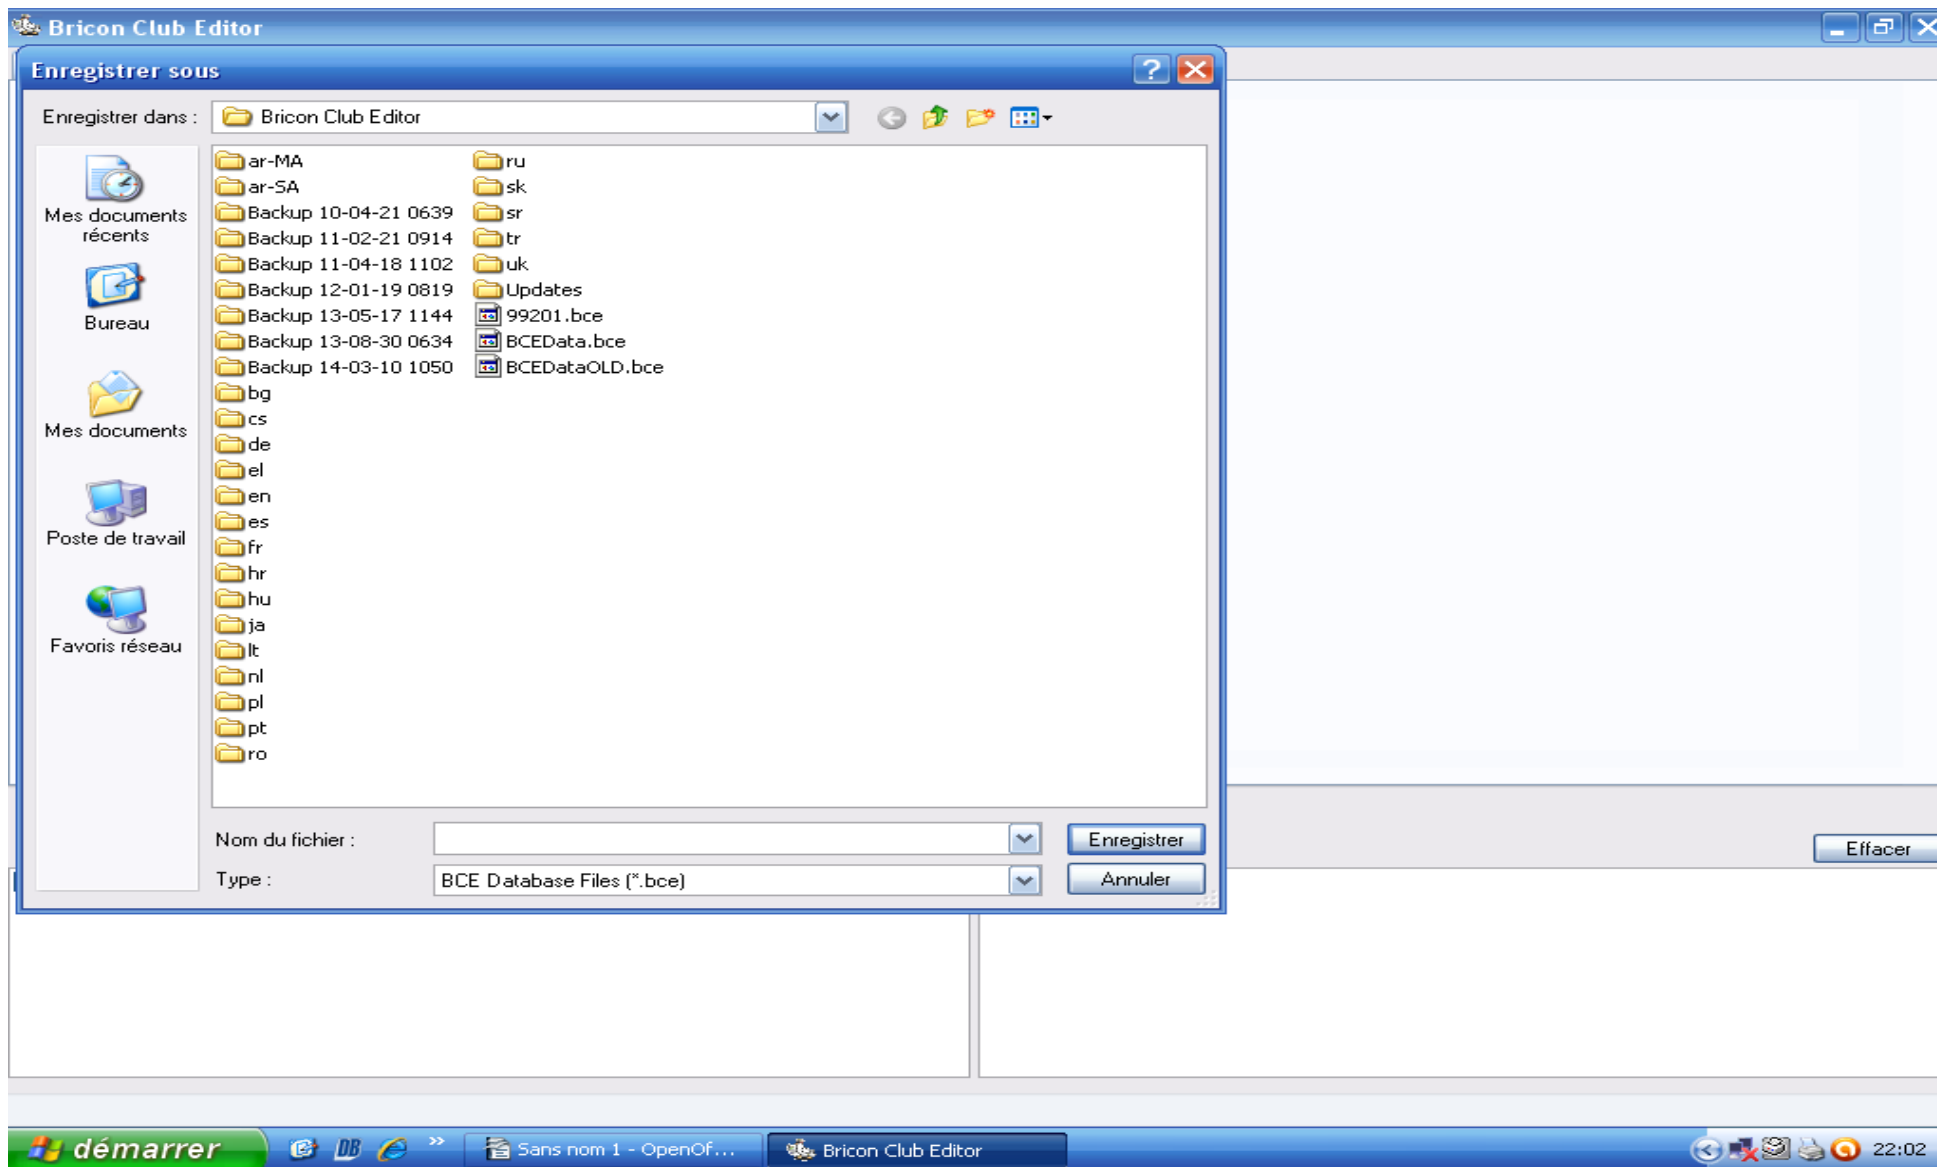 Bricon Club Editor
Enregistrer sous
Enregistrer dans :
Bricon Club Editor
Mes documents
récents
Bureau
Mes documents
Poste de travail
Favoris réseau
ar-MA
ar-SA
Backup 10-04-21 0639
Backup 11-02-21 0914
Backup 11-04-18 1102
Backup 12-01-19 0819
Backup 13-05-17 1144
Backup 13-08-30 0634
Backup 14-03-10 1050
bg
cs
de
el
en
es
fr
hr
hu
ja
lt
nl
pl
pt
ro
ru
sk
sr
tr
uk
Updates
99201.bce
BCEData.bce
BCEDataOLD.bce
Nom du fichier :
Enregistrer
Type :
BCE Database Files (*.bce)
Annuler
Effacer
démarrer
DB
Sans nom 1 - OpenOf...
Bricon Club Editor
22:02